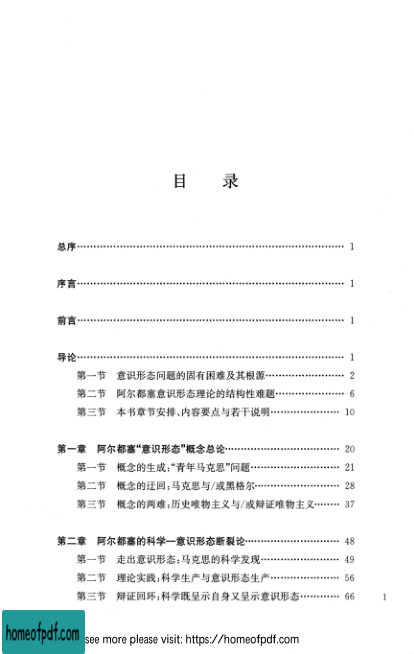 目 录
总序 1
序言 1
前言 1
导论 1
第一节 意识形态问题的固有困难及其根源 2
第二节 阿尔都塞意识形态理论的结构性难题 6
第三节 本书章节安排、内容要点与若干说明 10
第一章 阿尔都塞“意识形态”概念总论 20
第一节 概念的生成:“青年马克思”问题 21
第二节 概念的迂回:马克思与/或黑格尔 28
第三节 概念的两难:历史唯物主义与/或辩证唯物主义 37
第二章 阿尔都塞的科学—意识形态断裂论 48
第一节 走出意识形态:马克思的科学发现 49
第二节 理论实践:科学生产与意识形态生产 56
第三节 辩证回环:科学既呈示自身又呈示意识形态 66
1
homeofpdf.com
see more please visit: https://homeofpdf.com